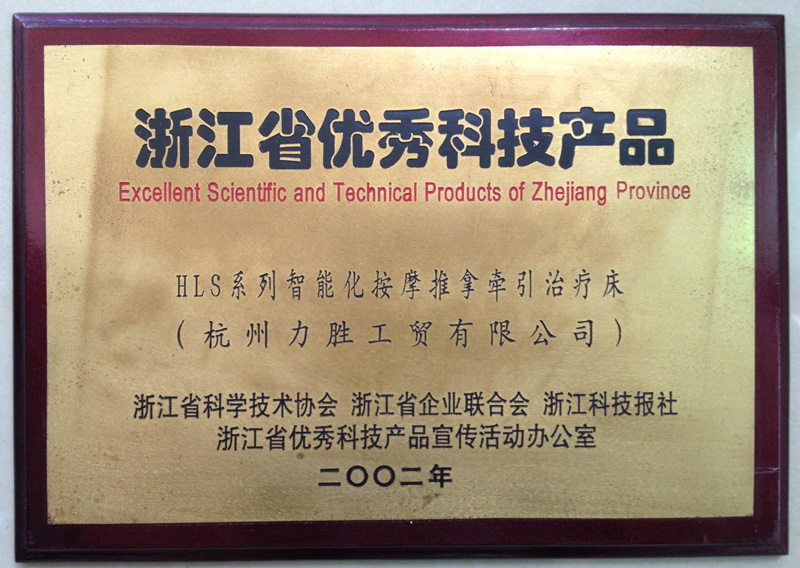 浙江省优秀科技产品
Excellent Scientific and Technical Products of Zhejiang Province
HLS系列智能化按摩推拿牵引治疗床
(杭州力胜工贸有限公司)
浙江省科学技术协会 浙江省企业联合会 浙江科技报社
浙江省优秀科技产品宣传活动办公室
二〇〇二年